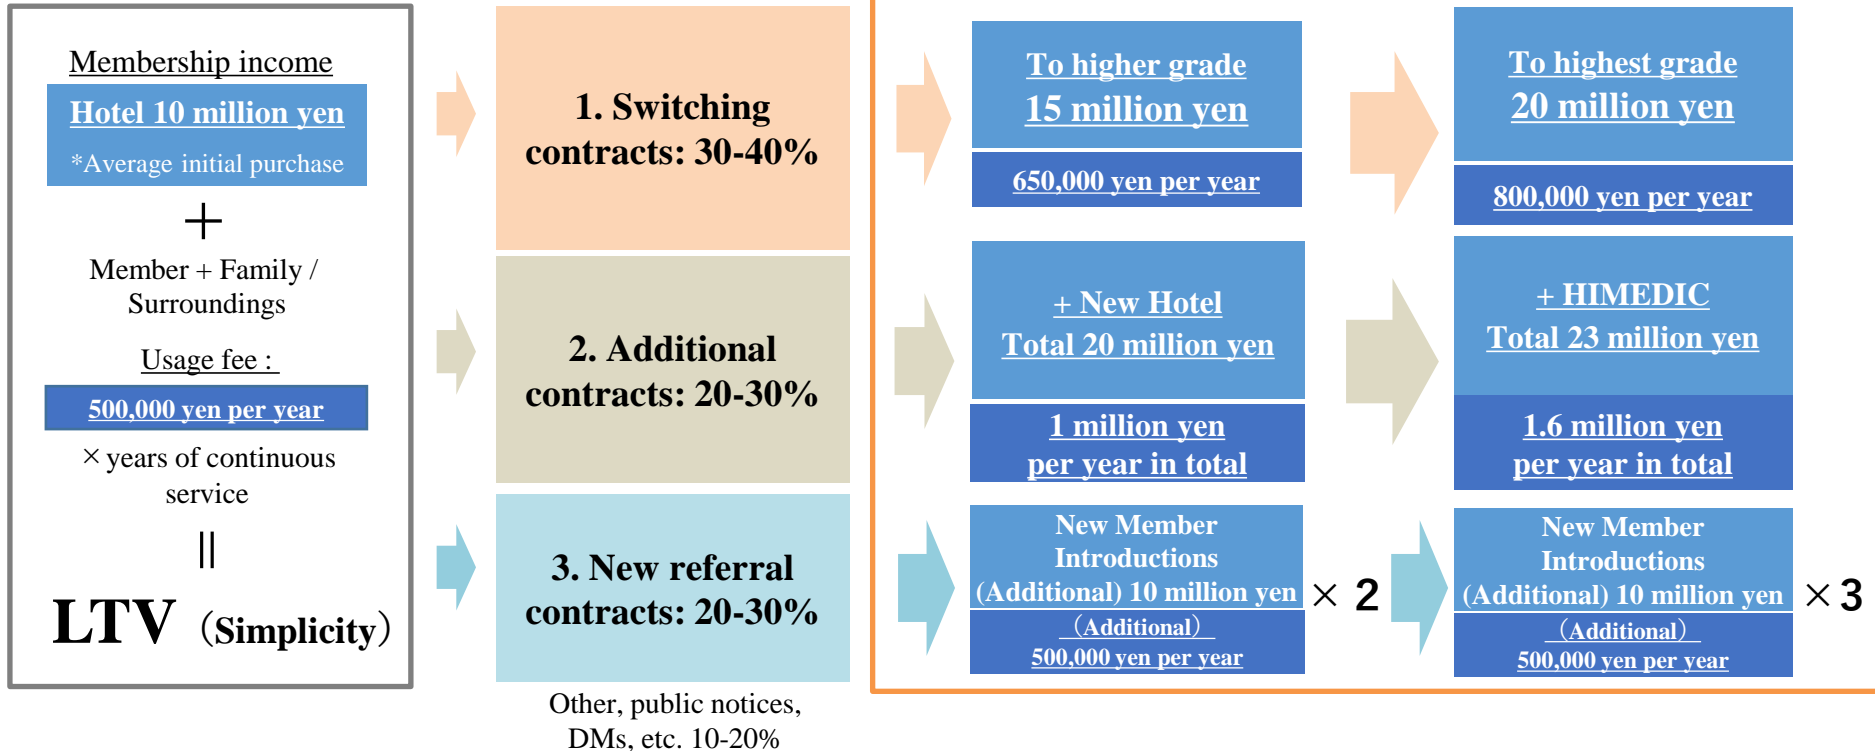 Membership income
Hotel 10 million yen
*Average initial purchase
+
Member + Family /
Surroundings
Usage fee :
500,000 yen per year
× years of continuous
service
=
LTV（Simplicity）
1. Switching
contracts: 30-40%
To higher grade
15 million yen
650,000 yen per year
To highest grade
20 million yen
800,000 yen per year
2. Additional
contracts: 20-30%
+ New Hotel
Total 20 million yen
1 million yen
per year in total
+ HIMEDIC
Total 23 million yen
1.6 million yen
per year in total
3. New referral
contracts: 20-30%
New Member
Introductions
(Additional) 10 million yen
（Additional）
500,000 yen per year
× 2
New Member
Introductions
(Additional) 10 million yen
（Additional）
500,000 yen per year
×3
Other, public notices,
DMs, etc. 10-20%